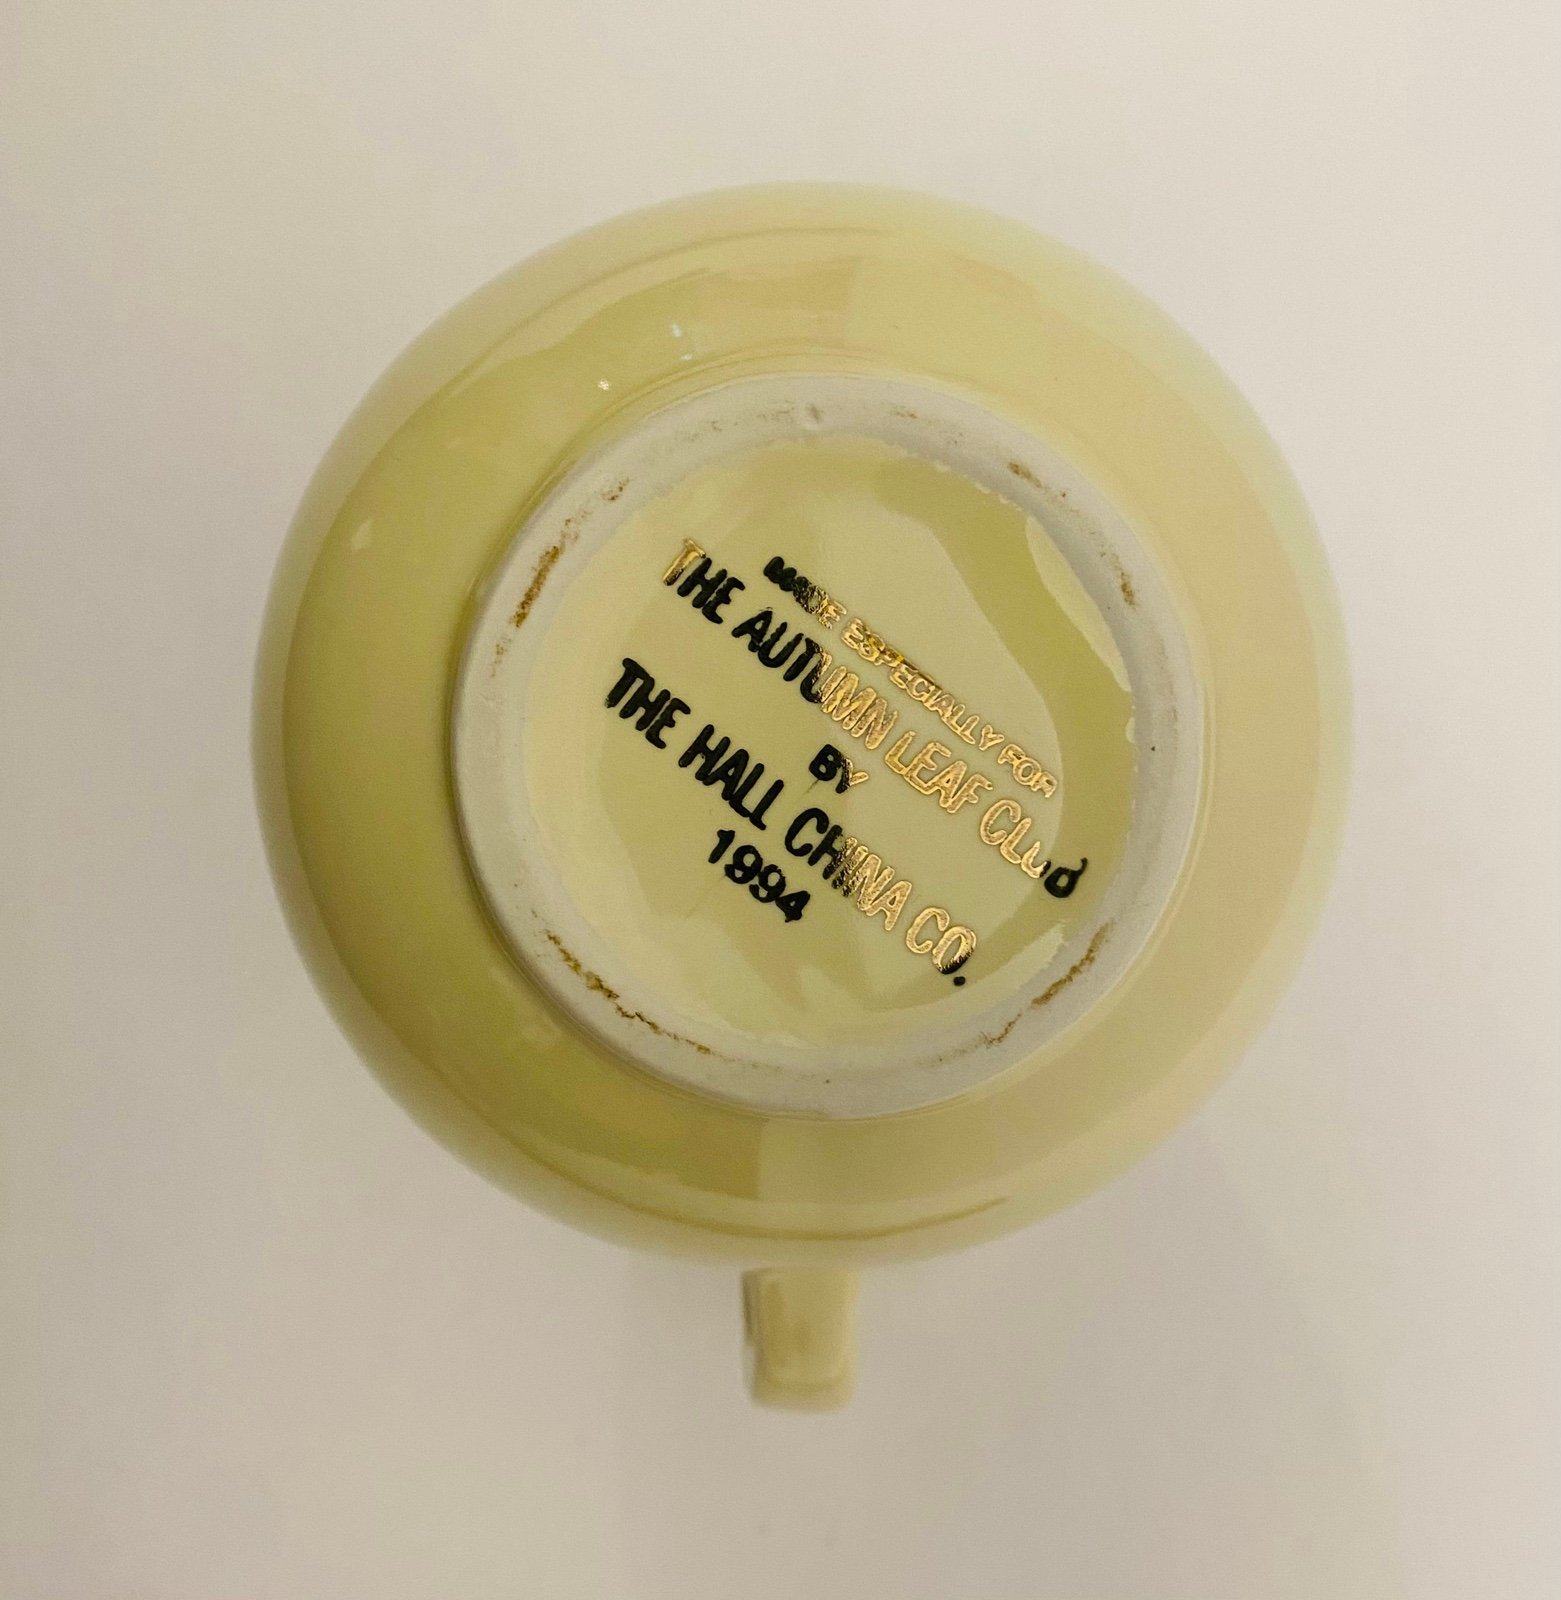 MADE ESPECIALLY FOR
THE AUTUMN LEAF CLUB
BY
THE HALL CHINA CO.
1994